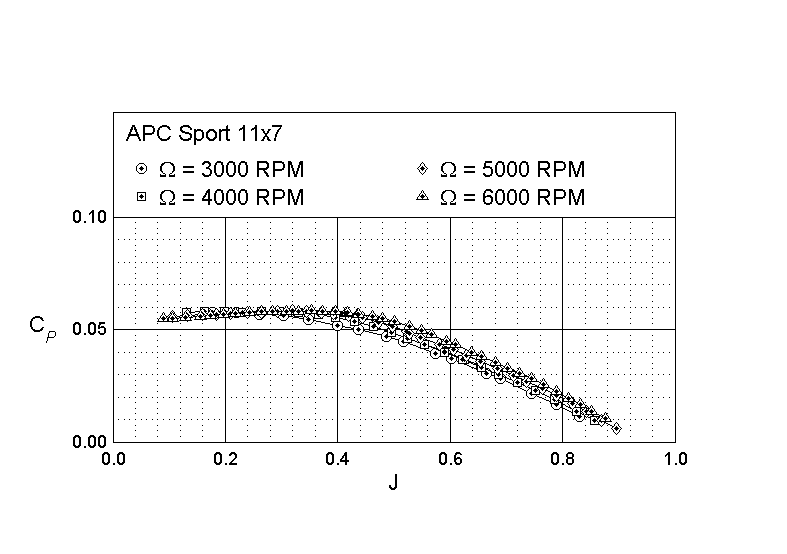 APC Sport 11x7
Ω = 3000 RPM
Ω = 5000 RPM
Ω = 4000 RPM
Ω = 6000 RPM
0.10
0.05
0.00
C_P
0.0 0.2 0.4 0.6 0.8 1.0
J